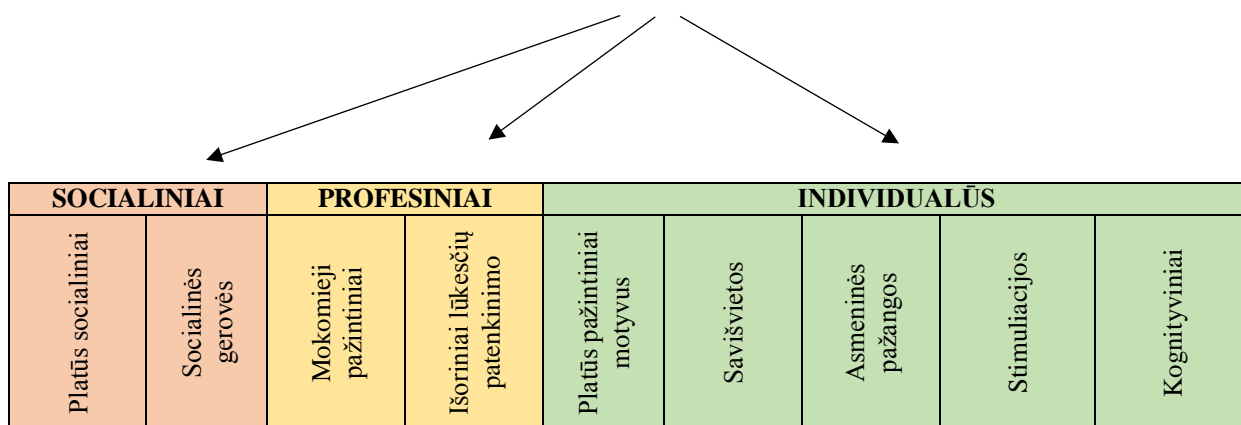 SOCIALINIAI
PROFESINIAI
INDIVIDUALŪS
Platūs socialiniai
Socialinės
gerovės
Mokomieji
pažintiniai
Išoriniai lūkesčių
patenkinimo
Platūs pažintiniai
motyvus
Savišvietos
Asmeninės
pažangos
Stimuliacijos
Kognityviniai